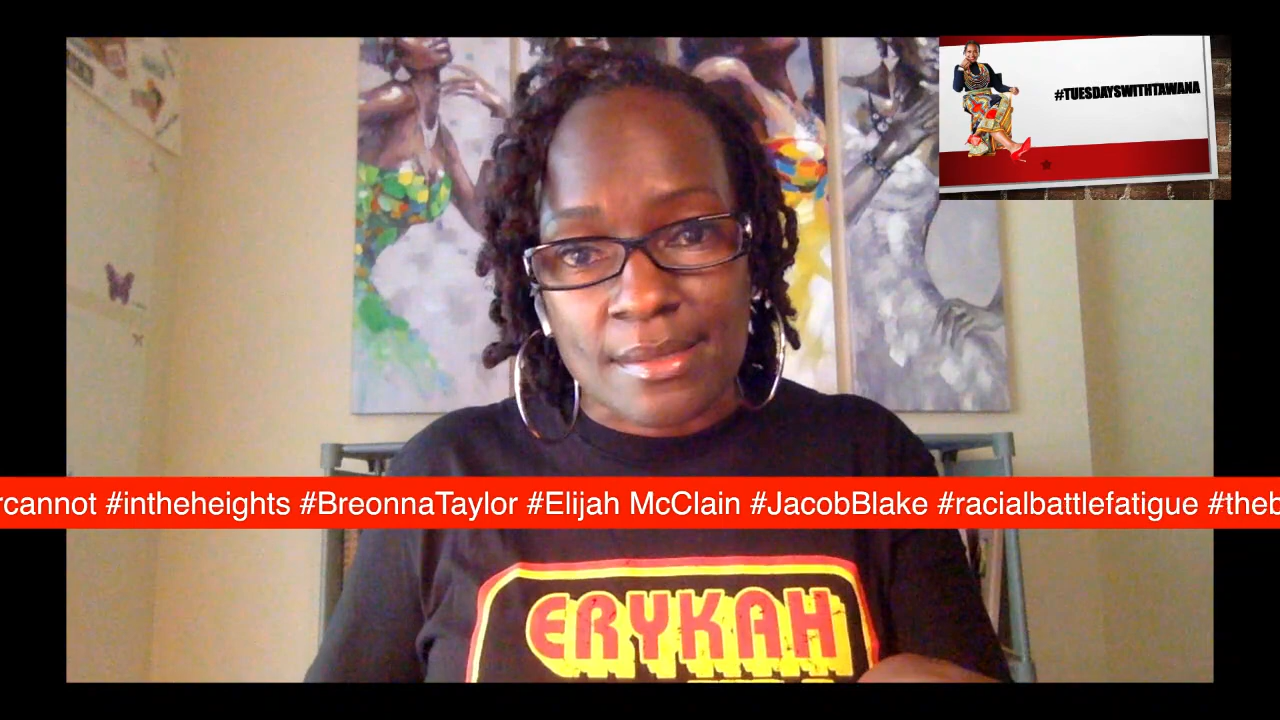 #TUESDAYSWITHTAWANA
rcannot #intheheights #BreonnaTaylor #Elijah McClain #JacobBlake #racialbattlefatigue #theb
ERYKAH